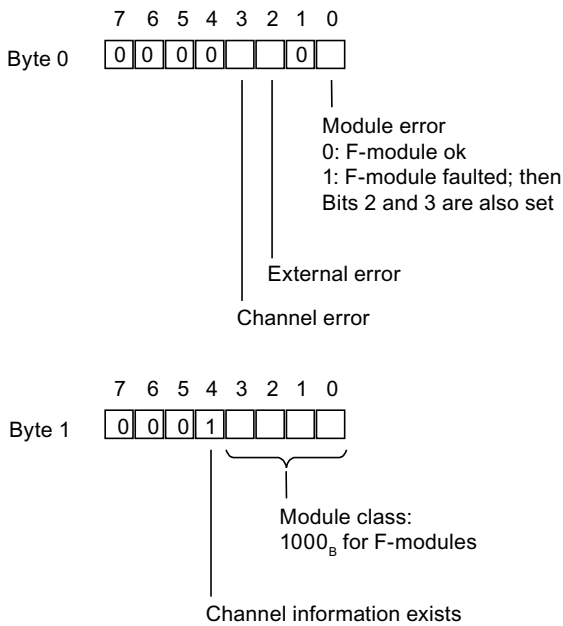 7 6 5 4 3 2 1 0
Byte 0 0 0 0 0 0
Module error
0: F-module ok
1: F-module faulted; then
Bits 2 and 3 are also set
External error
Channel error
7 6 5 4 3 2 1 0
Byte 1 0 0 0 1
Module class:
1000B for F-modules
Channel information exists